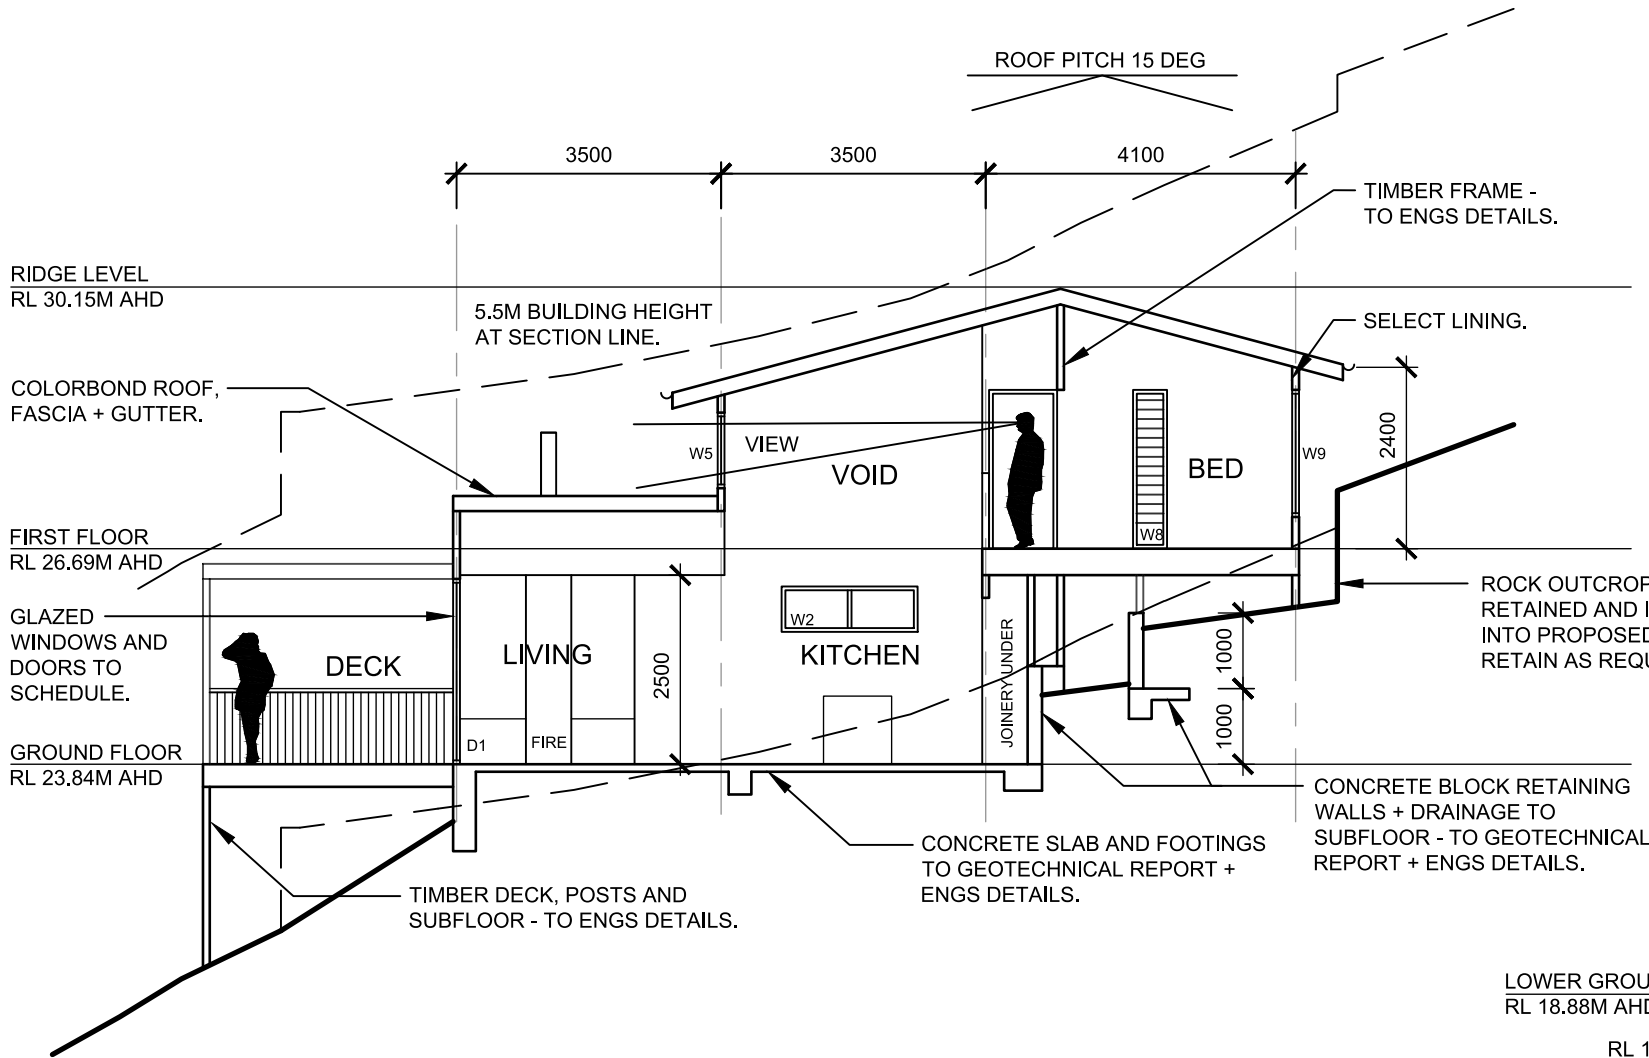 ROOF PITCH 15 DEG
3500
3500
4100
TIMBER FRAME -
TO ENGS DETAILS.
RIDGE LEVEL
RL 30.15M AHD
5.5M BUILDING HEIGHT
AT SECTION LINE.
SELECT LINING.
COLORBOND ROOF,
FASCIA + GUTTER.
2400
W5
VIEW
VOID
BED
W9
W8
FIRST FLOOR
RL 26.69M AHD
ROCK OUTCROP
RETAINED AND
INTO PROPOSED
RETAIN AS
GLAZED
WINDOWS AND
DOORS TO
SCHEDULE.
DECK
LIVING
W2
KITCHEN
2500
JOINERY UNDER
1000
1000
D1
FIRE
GROUND FLOOR
RL 23.84M AHD
CONCRETE BLOCK RETAINING
WALLS + DRAINAGE TO
SUBFLOOR - TO GEOTECHNICAL
REPORT + ENGS DETAILS.
CONCRETE SLAB AND FOOTINGS
TO GEOTECHNICAL REPORT +
ENGS DETAILS.
TIMBER DECK, POSTS AND
SUBFLOOR - TO ENGS DETAILS.
LOWER
RL 18.88M AHD
RL